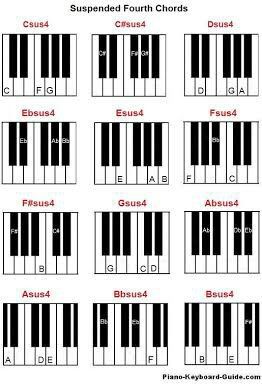 Suspended Fourth Chords
Csus4 C#sus4 Dsus4
C# F# G#
C F G D G A
Ebsus4 Esus4 Fsus4
Eb Ab Bb Bb
E A B F C
F#sus4 Gsus4 Absus4
F# C# Ab Db Eb
B G C D
Asus4 Bbsus4 Bsus4
Bb Eb F#
A D E F B E
Piano-Keyboard-Guide.com